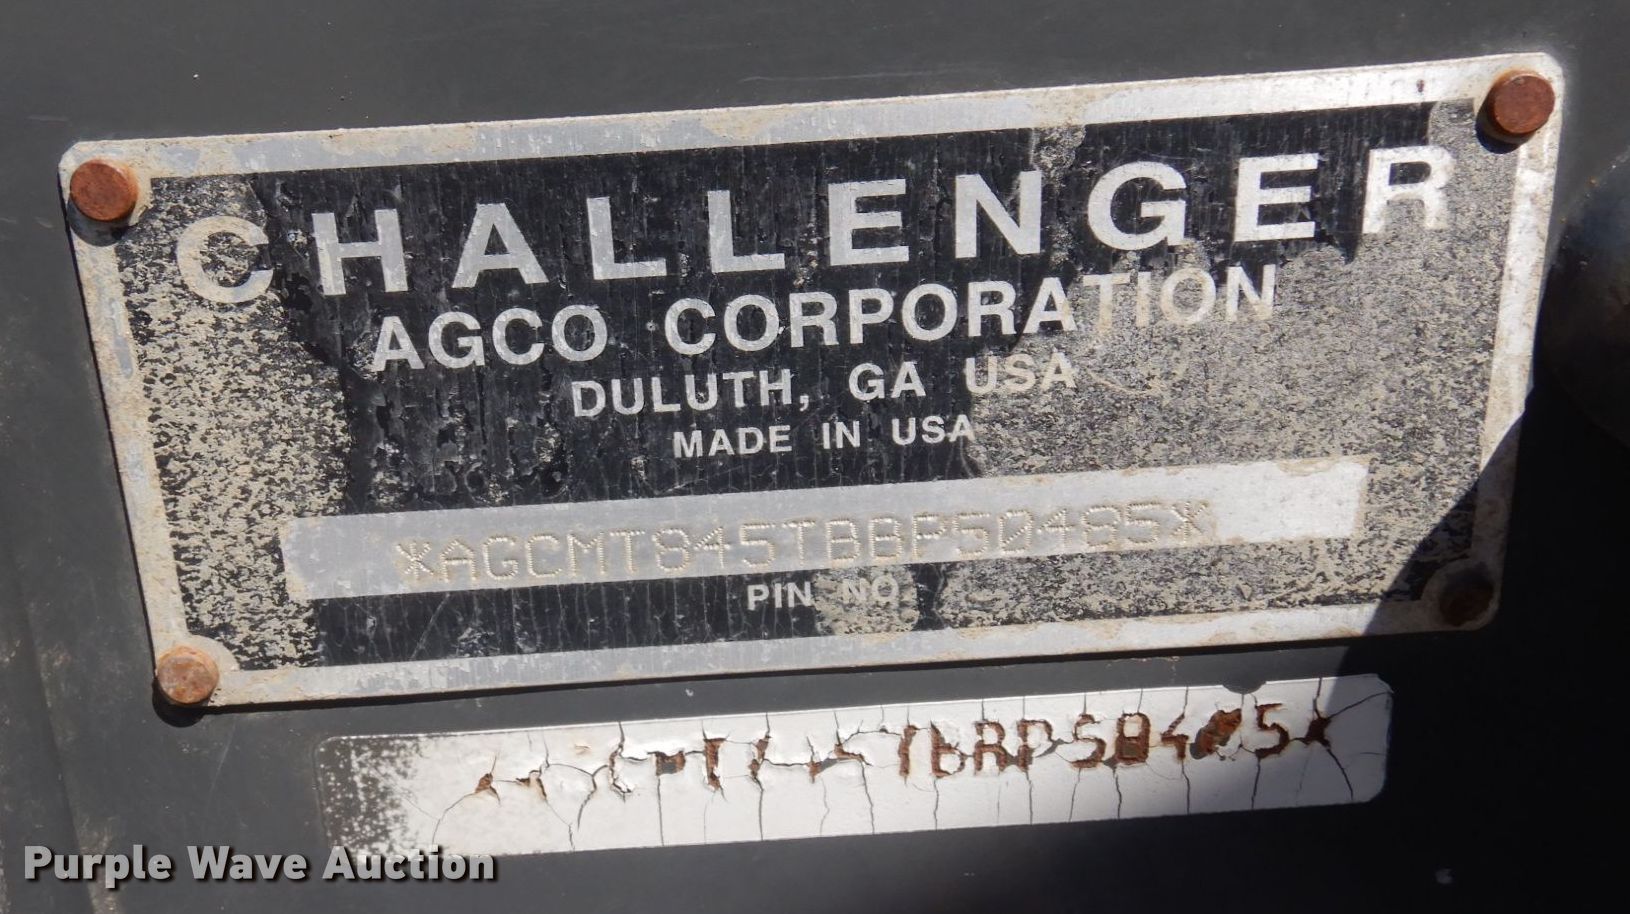 CHALLENGER
AGCO CORPORATION
DULUTH, GA USA
MADE IN USA
*AGCMT845TBBP50485*
PIN NO.
Purple Wave Auction